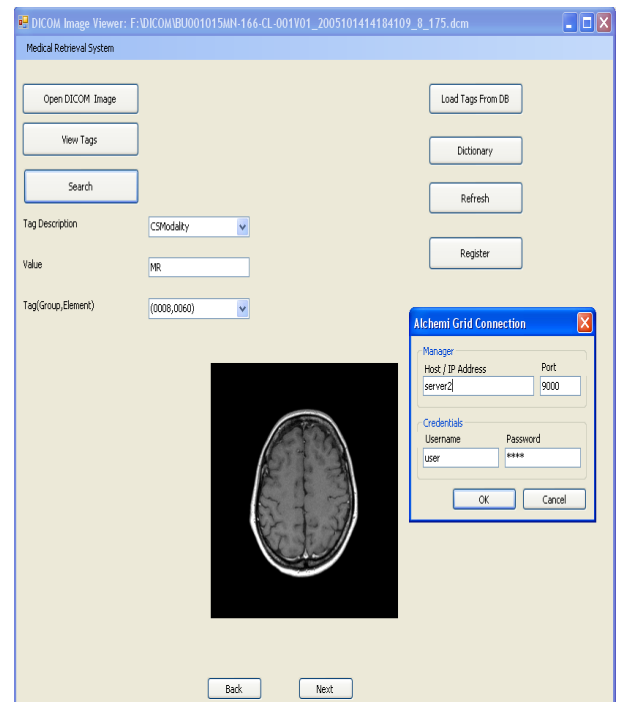 DICOM Image Viewer: F:\DICOM\BU001015MN-166-CL-001V01_2005101414184109_8_175.dcm
Medical Retrieval System
Open DICOM Image
Load Tags From DB
View Tags
Dictionary
Search
Refresh
Tag Description
CSModality
Register
Value
MR
Tag(Group,Element)
(0008,0060)
Alchemi Grid Connection
Manager
Host / IP Address
Port
server2
9000
Credentials
Username
Password
user
****
OK
Cancel
Back
Next